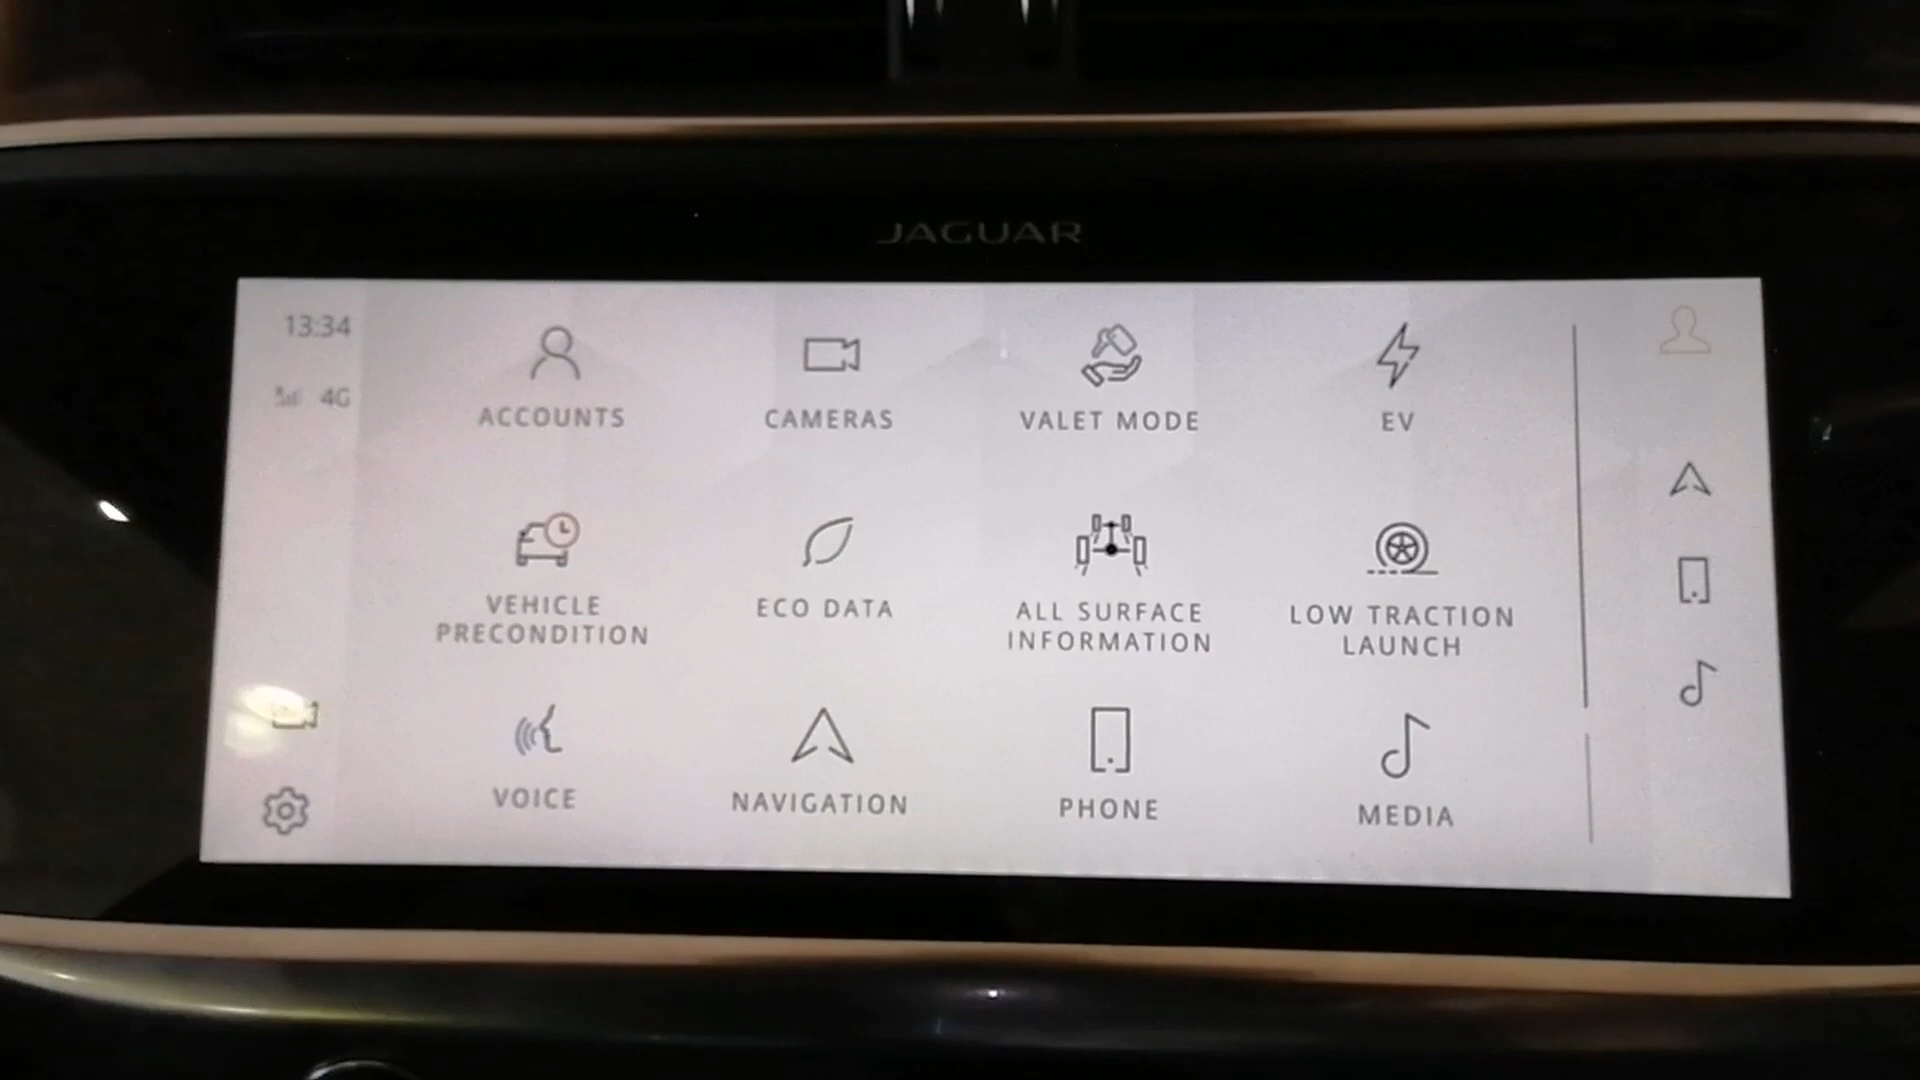 JAGUAR
13:34
4G
ACCOUNTS
CAMERAS
VALET MODE
EV
VEHICLE
PRECONDITION
ECO DATA
ALL SURFACE
INFORMATION
LOW TRACTION
LAUNCH
VOICE
NAVIGATION
PHONE
MEDIA